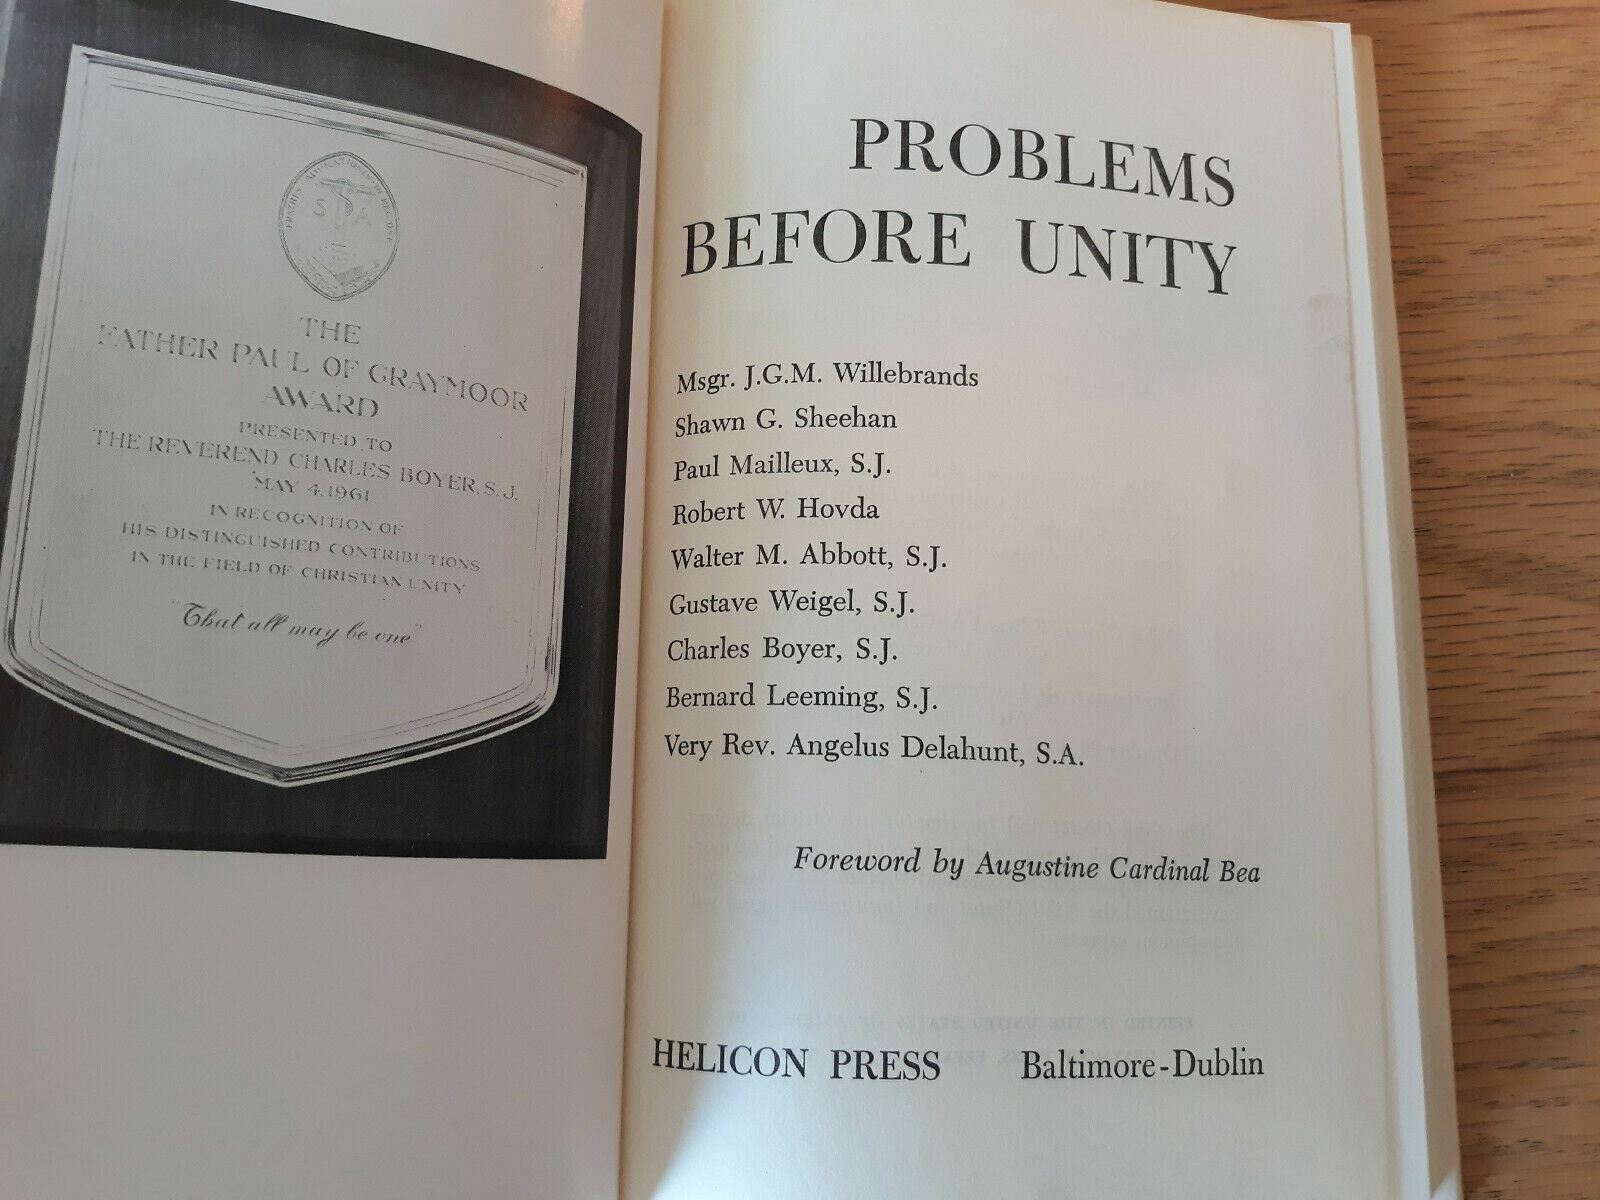 S A
THE
FATHER PAUL OF GRAYMOOR
AWARD
PRESENTED TO
THE REVEREND CHARLES BOYER, S.J.
MAY 4, 1961
IN RECOGNITION OF
HIS DISTINGUISHED CONTRIBUTIONS
IN THE FIELD OF CHRISTIAN UNITY
"That all may be one"
PROBLEMS
BEFORE UNITY
Msgr. J.G.M. Willebrands
Shawn G. Sheehan
Paul Mailleux, S.J.
Robert W. Hovda
Walter M. Abbott, S.J.
Gustave Weigel, S.J.
Charles Boyer, S.J.
Bernard Leeming, S.J.
Very Rev. Angelus Delahunt, S.A.
Foreword by Augustine Cardinal Bea
HELICON PRESS Baltimore-Dublin